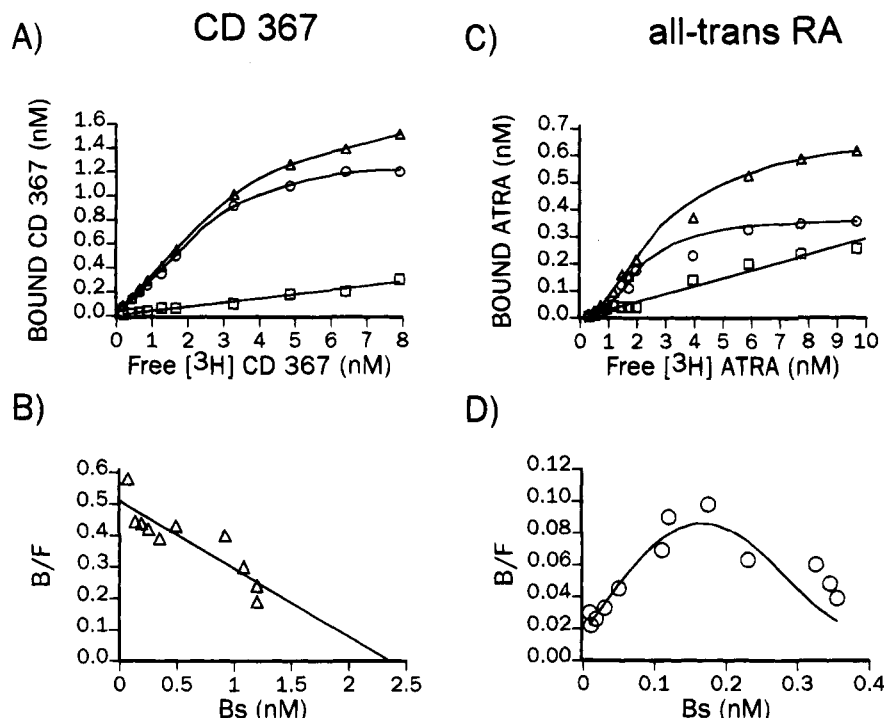 A)
CD 367
BOUND CD 367 (nM)
1.6
1.4
1.2
1.0
0.8
0.6
0.4
0.2
0.0
0 1 2 3 4 5 6 7 8
Free [3H] CD 367 (nM)
C)
all-trans RA
BOUND ATRA (nM)
0.7
0.6
0.5
0.4
0.3
0.2
0.1
0.0
0 1 2 3 4 5 6 7 8 9 10
Free [3H] ATRA (nM)
B)
B/F
0.6
0.5
0.4
0.3
0.2
0.1
0.0
0 0.5 1 1.5 2 2.5
Bs (nM)
D)
B/F
0.12
0.10
0.08
0.06
0.04
0.02
0.00
0 0.1 0.2 0.3 0.4
Bs (nM)